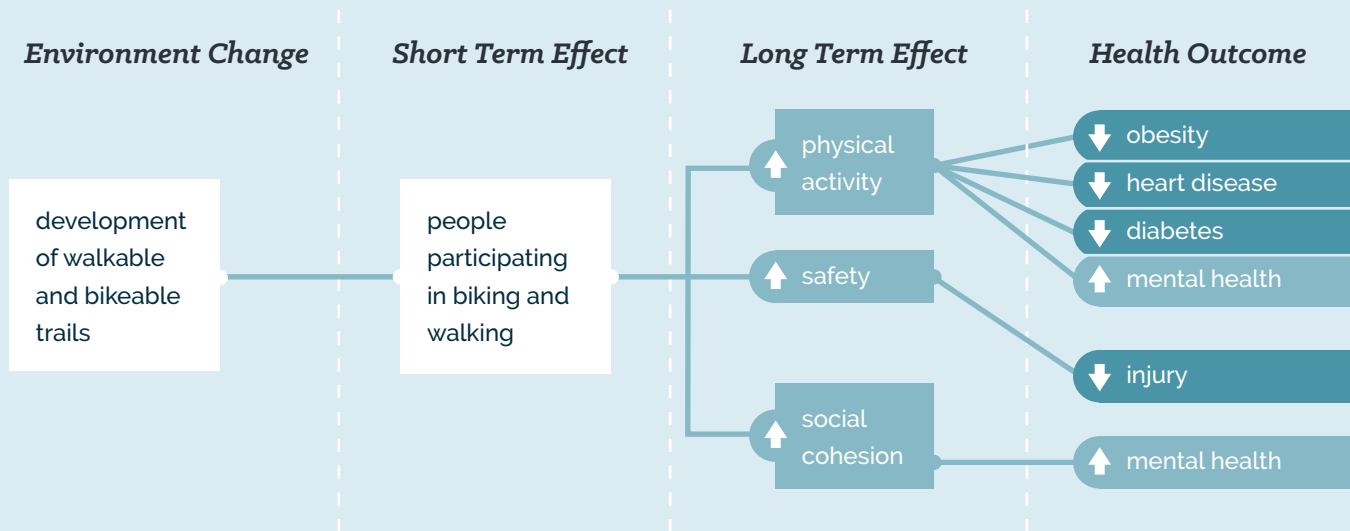 Environment Change
Short Term Effect
Long Term Effect
Health Outcome
development
of walkable
and bikeable
trails
people
participating
in biking and
walking
physical
activity
safety
social
cohesion
obesity
heart disease
diabetes
mental health
injury
mental health